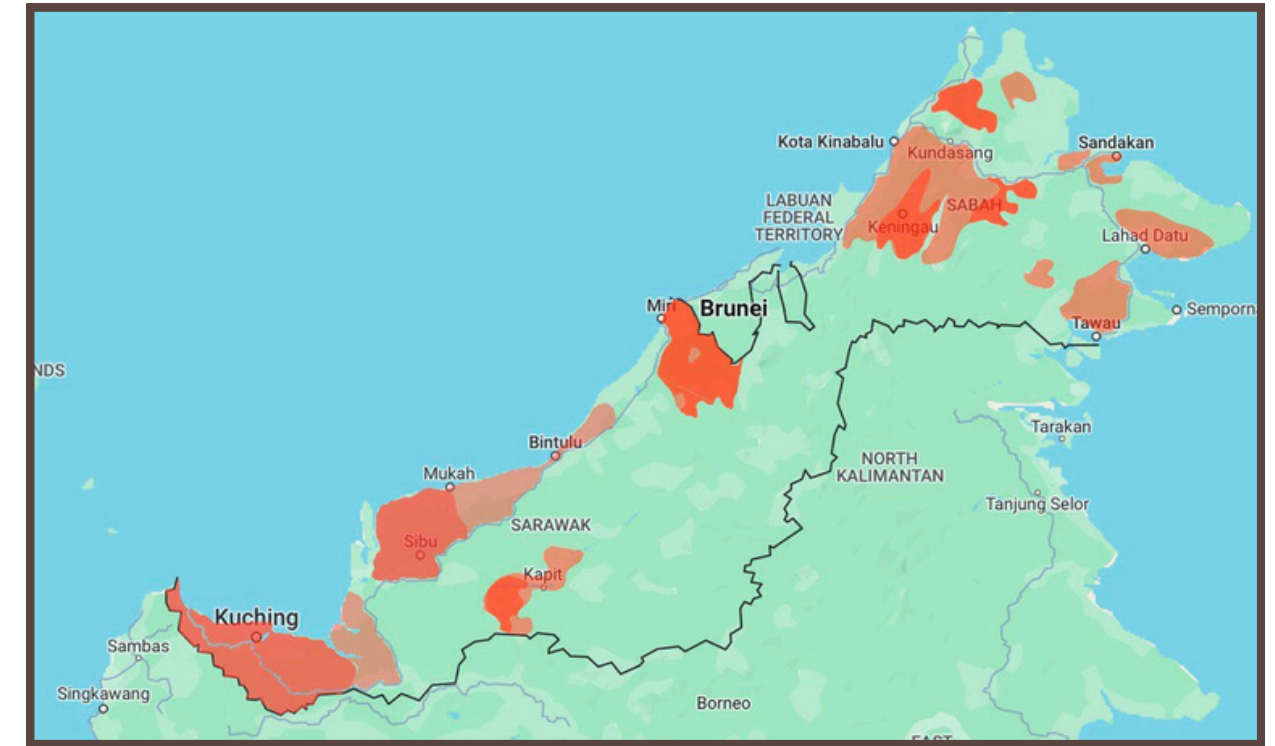 Kota Kinabalu
Kundasang
Sandakan
LABUAN
FEDERAL
TERRITORY
SABAH
Keningau
Lahad Datu
Miri
Brunei
Semporn
Tawau
NDS
Tarakan
Bintulu
NORTH
KALIMANTAN
Mukah
Tanjung Selor
SARAWAK
Sibu
Kapit
Kuching
Sambas
Singkawang
Borneo
EAST